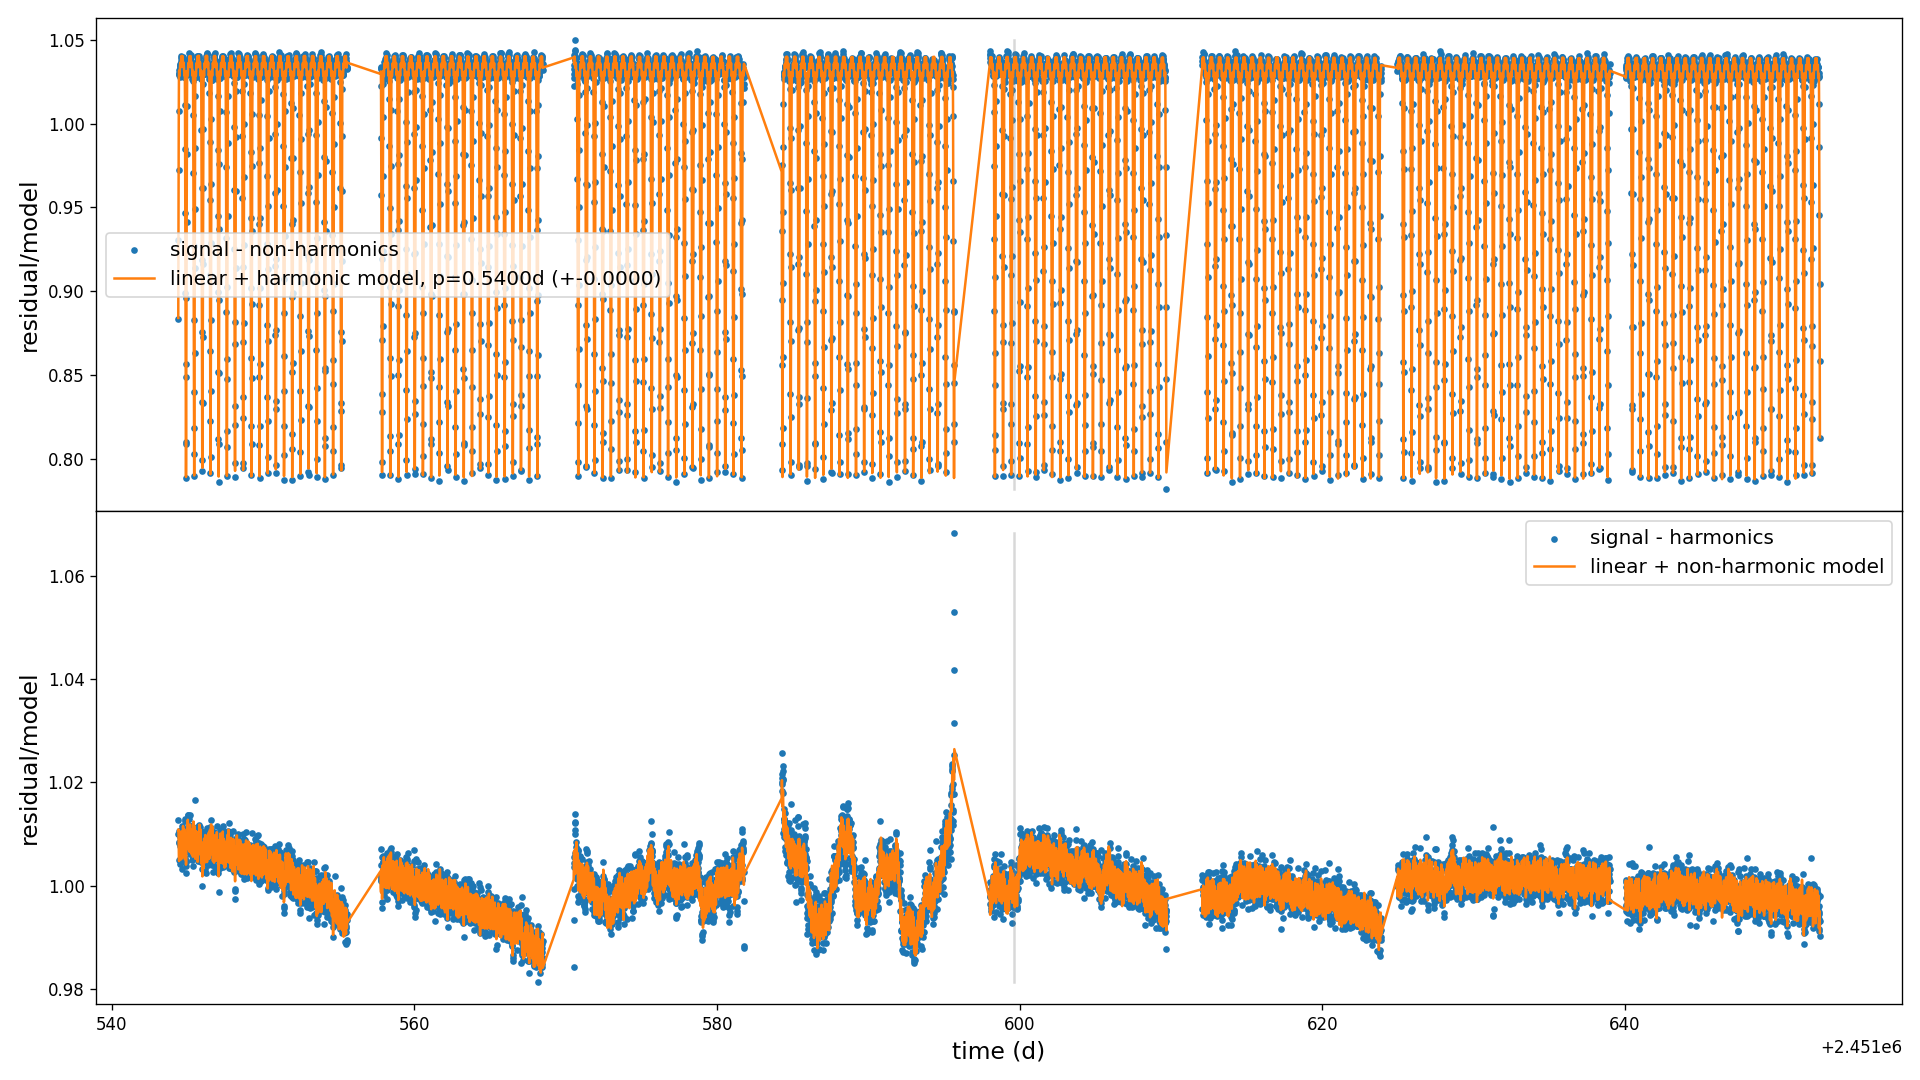 1.05
1.00
0.95
0.90
0.85
0.80
residual/model
signal - non-harmonics
linear + harmonic model, p=0.5400d (+-0.0000)
signal - harmonics
linear + non-harmonic model
1.06
1.04
1.02
1.00
0.98
residual/model
540 560 580 600 620 640
time (d)
+2.451e6